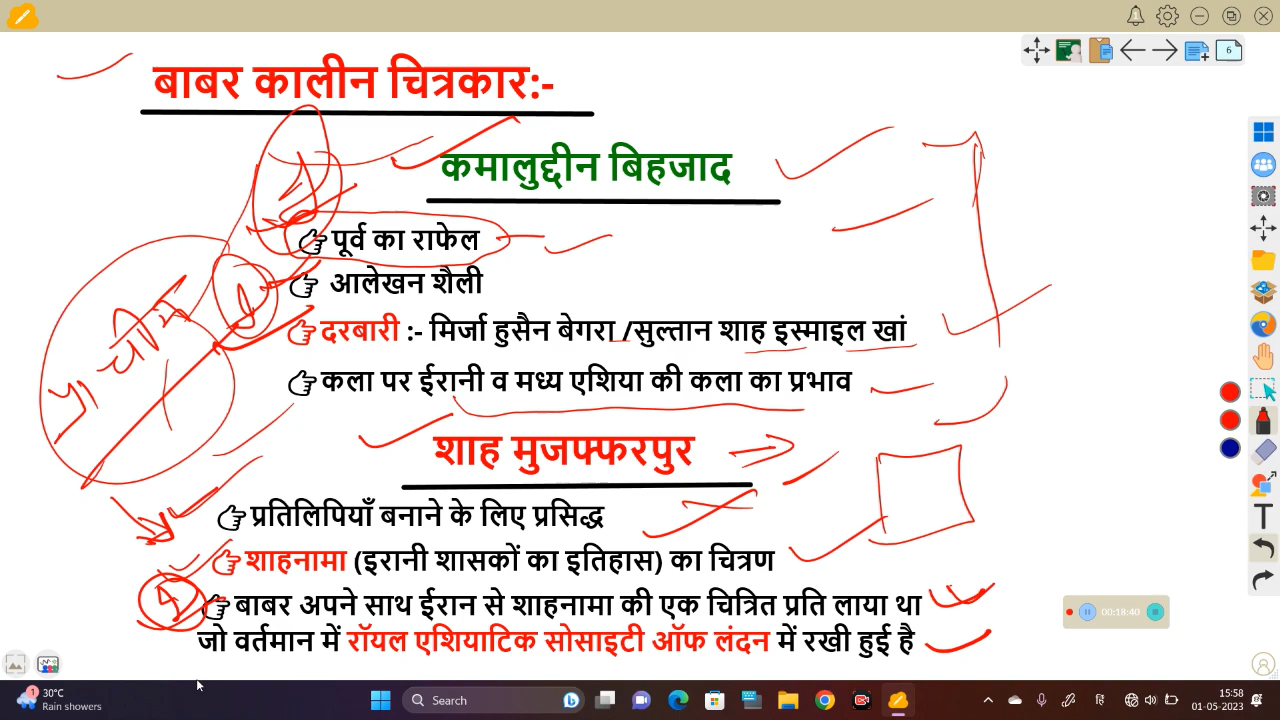 6
बाबर कालीन चित्रकार:-
कमालुद्दीन बिहजाद
पूर्व का राफेल
आलेखन शैली
दरबारी :- मिर्जा हुसैन बेगरा /सुल्तान शाह इस्माइल खां
कला पर ईरानी व मध्य एशिया की कला का प्रभाव
शाह मुजफ्फरपुर
प्रतिलिपियाँ बनाने के लिए प्रसिद्ध
शाहनामा (इरानी शासकों का इतिहास) का चित्रण
बाबर अपने साथ ईरान से शाहनामा की एक चित्रित प्रति लाया था
जो वर्तमान में रॉयल एशियाटिक सोसाइटी ऑफ लंदन में रखी हुई है
00:18:40
1
30°C
Rain showers
Search
15:58
01-05-2023